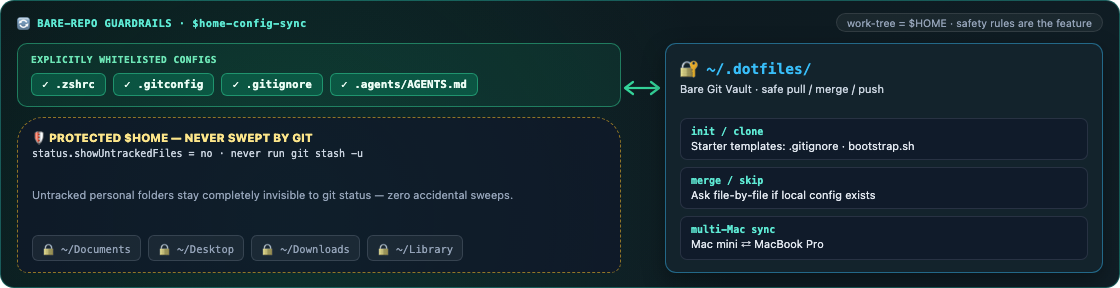 BARE-REPO GUARDRAILS · $home-config-sync
work-tree = $HOME · safety rules are the feature
EXPLICITLY WHITELISTED CONFIGS
✓ .zshrc
✓ .gitconfig
✓ .gitignore
✓ .agents/AGENTS.md
PROTECTED $HOME — NEVER SWEPT BY GIT
status.showUntrackedFiles = no · never run git stash -u
Untracked personal folders stay completely invisible to git status — zero accidental sweeps.
~/Documents
~/Desktop
~/Downloads
~/Library
~/.dotfiles/
Bare Git Vault · safe pull / merge / push
init / clone
Starter templates: .gitignore · bootstrap.sh
merge / skip
Ask file-by-file if local config exists
multi-Mac sync
Mac mini ⇄ MacBook Pro